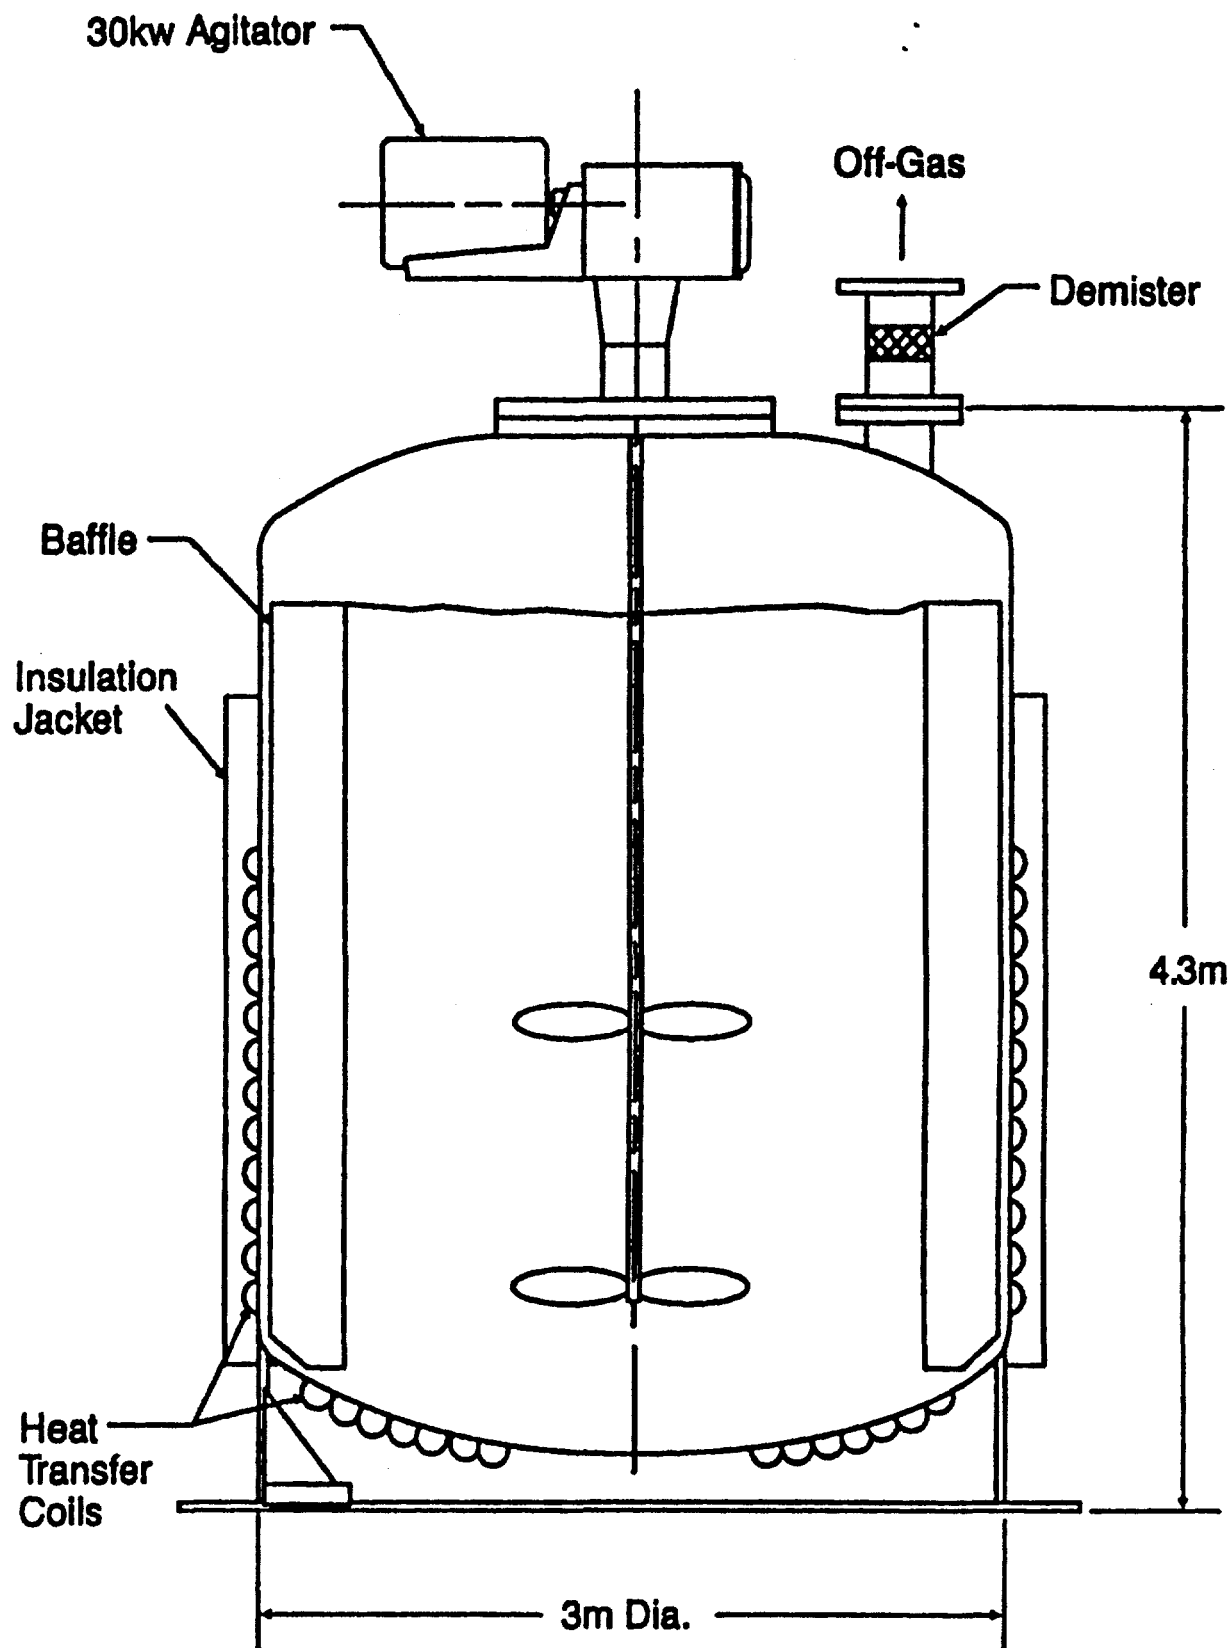 30kw Agitator
Off-Gas
Demister
Baffle
Insulation
Jacket
4.3m
Heat
Transfer
Coils
3m Dia.